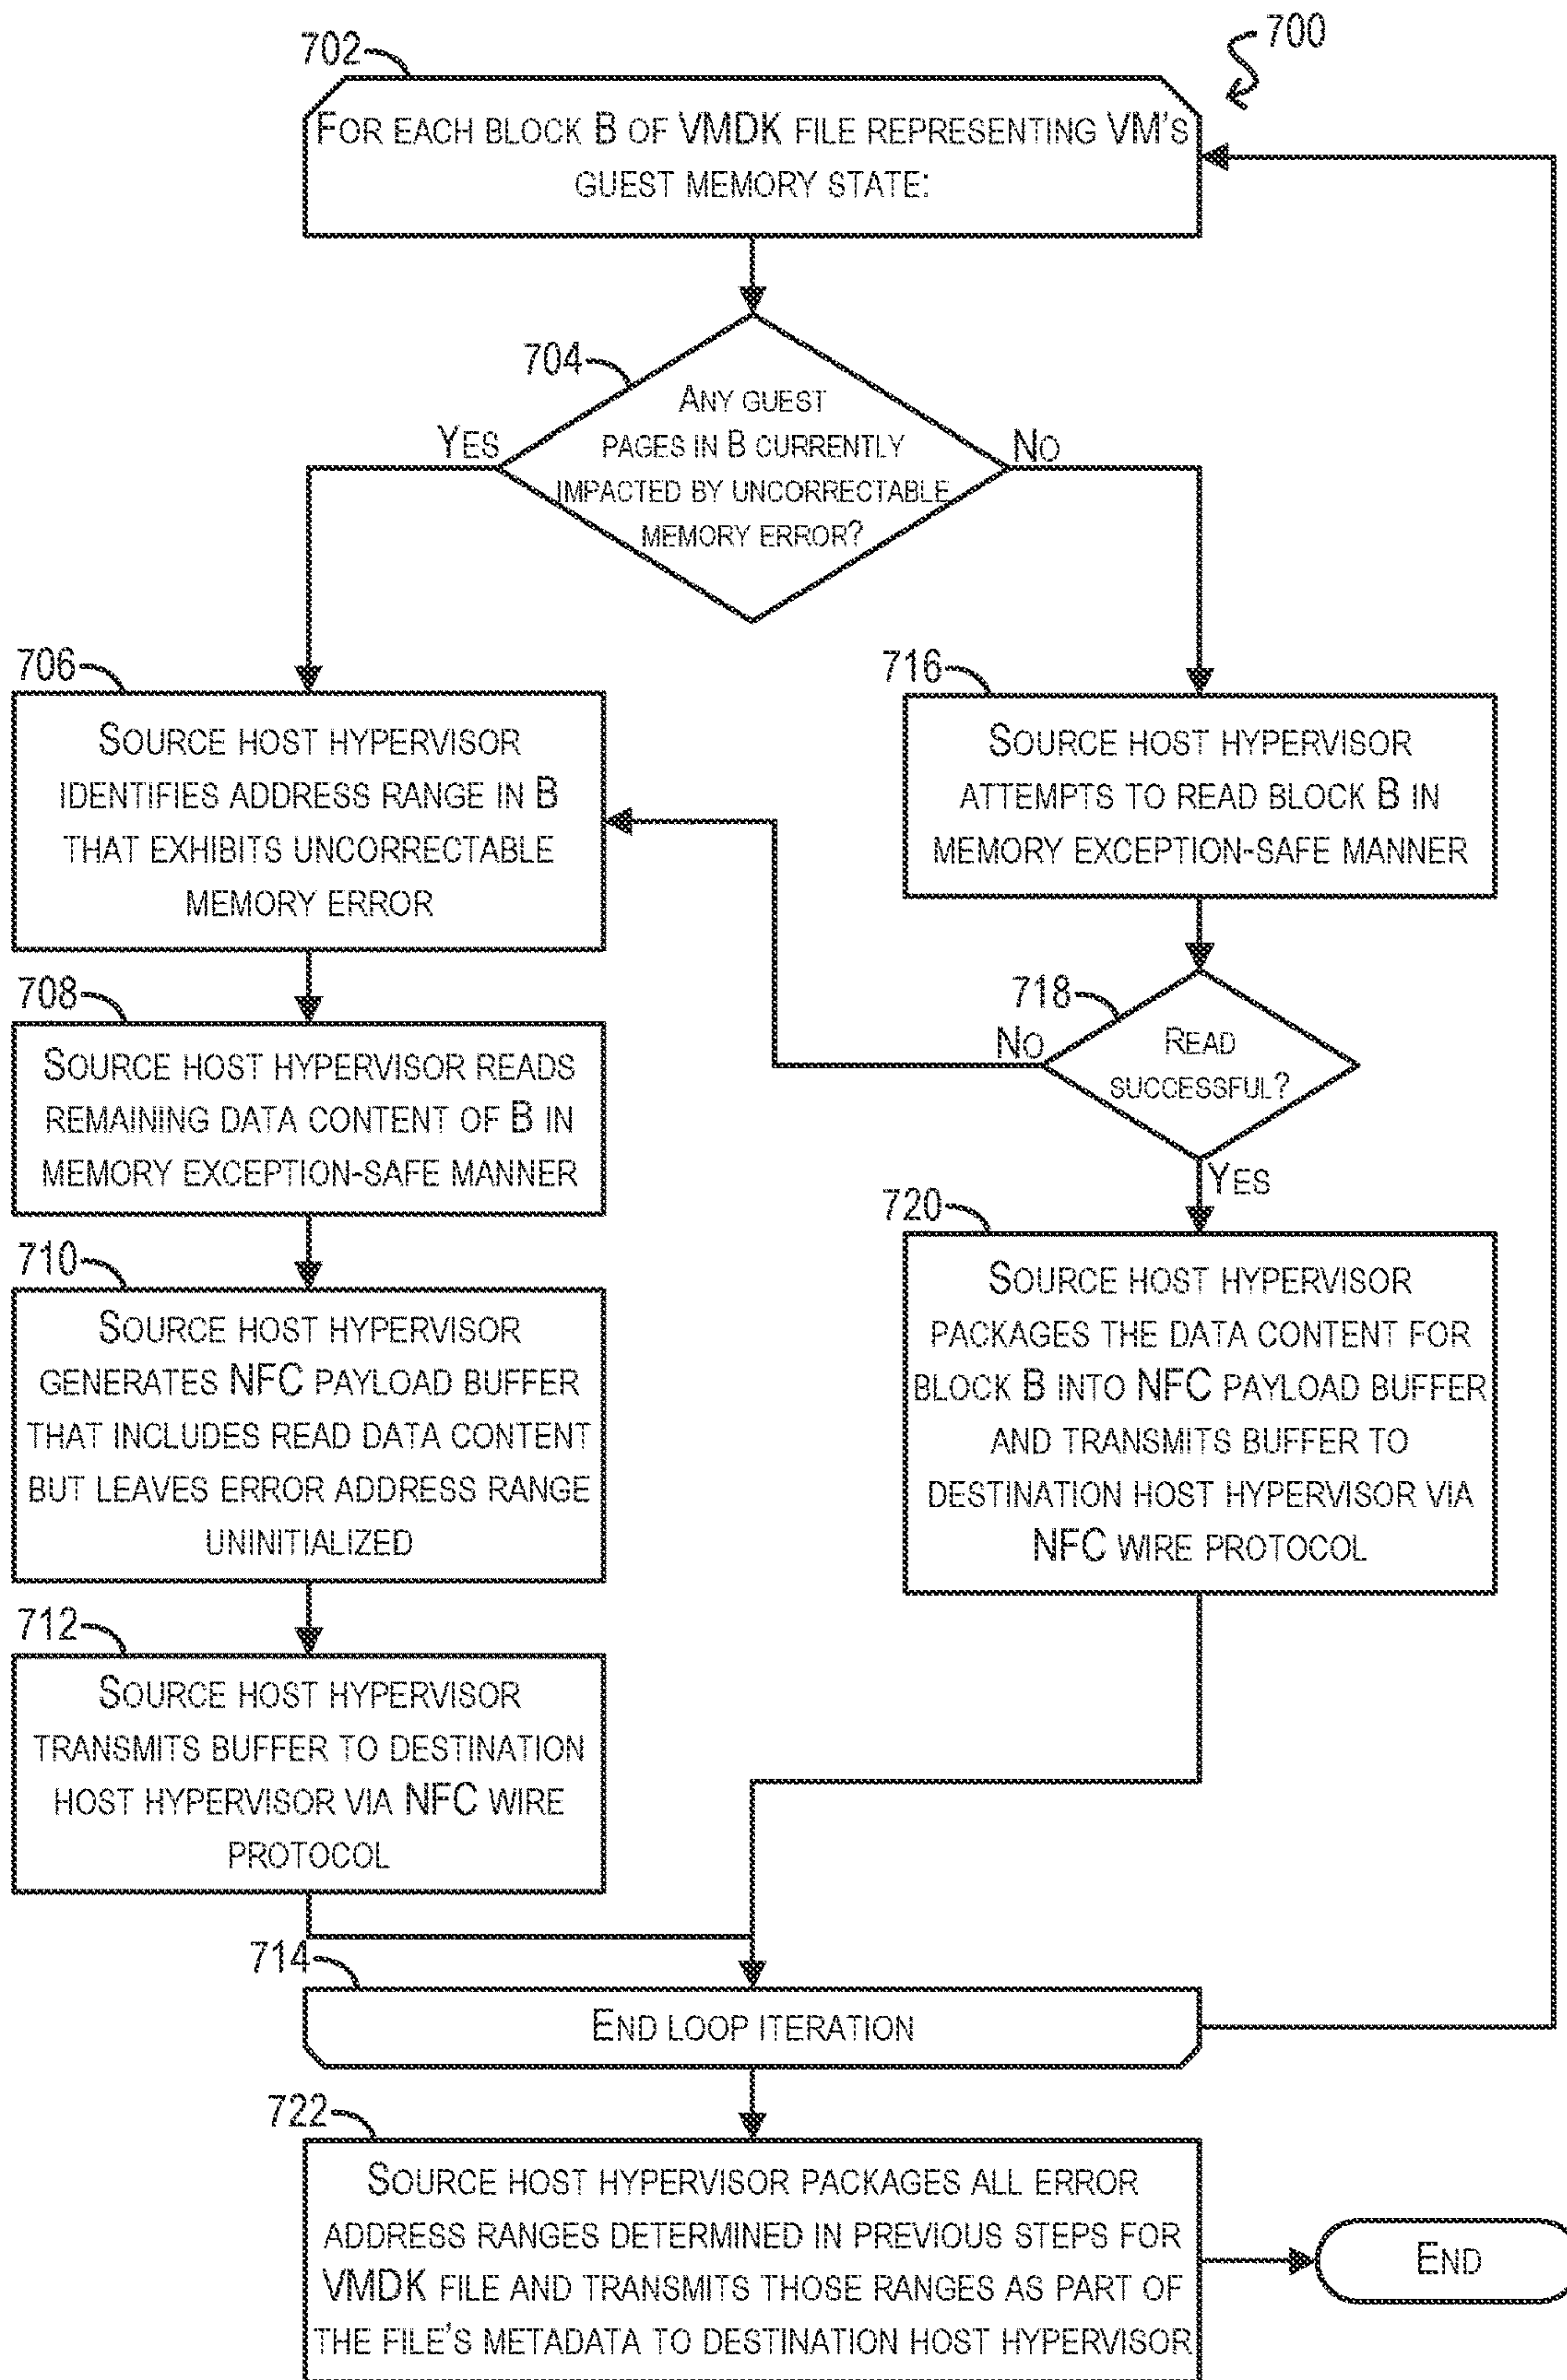 700
702
FOR EACH BLOCK B OF VMDK FILE REPRESENTING VM'S
GUEST MEMORY STATE:
704
ANY GUEST
PAGES IN B CURRENTLY
IMPACTED BY UNCORRECTABLE
MEMORY ERROR?
YES
NO
706
SOURCE HOST HYPERVISOR
IDENTIFIES ADDRESS RANGE IN B
THAT EXHIBITS UNCORRECTABLE
MEMORY ERROR
716
SOURCE HOST HYPERVISOR
ATTEMPTS TO READ BLOCK B IN
MEMORY EXCEPTION-SAFE MANNER
708
SOURCE HOST HYPERVISOR READS
REMAINING DATA CONTENT OF B IN
MEMORY EXCEPTION-SAFE MANNER
718
NO
READ
SUCCESSFUL?
YES
710
SOURCE HOST HYPERVISOR
GENERATES NFC PAYLOAD BUFFER
THAT INCLUDES READ DATA CONTENT
BUT LEAVES ERROR ADDRESS RANGE
UNINITIALIZED
720
SOURCE HOST HYPERVISOR
PACKAGES THE DATA CONTENT FOR
BLOCK B INTO NFC PAYLOAD BUFFER
AND TRANSMITS BUFFER TO
DESTINATION HOST HYPERVISOR VIA
NFC WIRE PROTOCOL
712
SOURCE HOST HYPERVISOR
TRANSMITS BUFFER TO DESTINATION
HOST HYPERVISOR VIA NFC WIRE
PROTOCOL
714
END LOOP ITERATION
722
SOURCE HOST HYPERVISOR PACKAGES ALL ERROR
ADDRESS RANGES DETERMINED IN PREVIOUS STEPS FOR
VMDK FILE AND TRANSMITS THOSE RANGES AS PART OF
THE FILE'S METADATA TO DESTINATION HOST HYPERVISOR
END